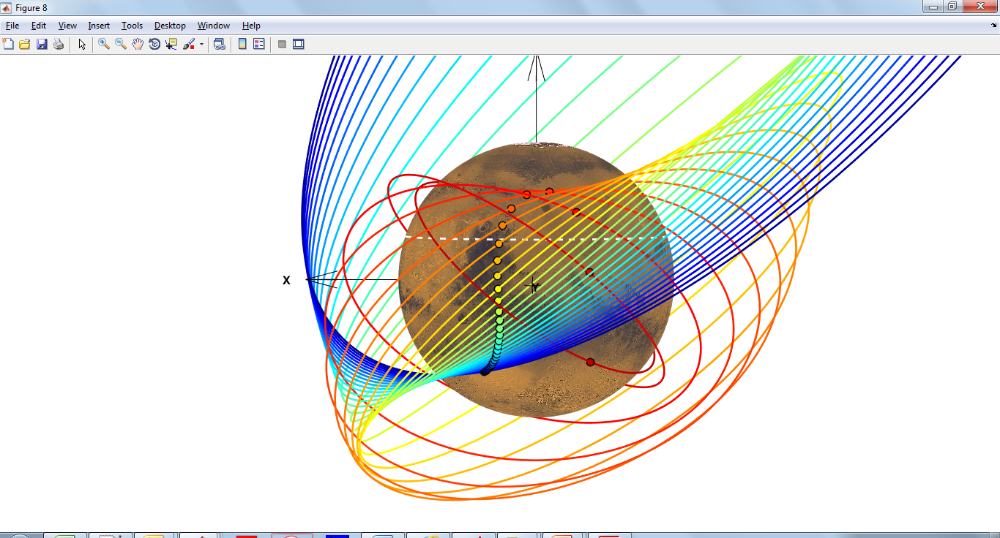 Figure 8
File Edit View Insert Tools Desktop Window Help
X
Y